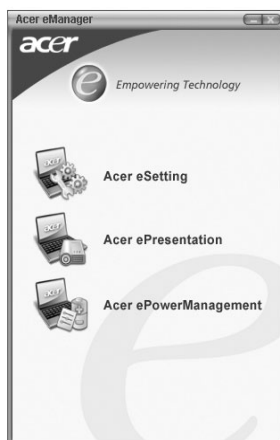 Acer eManager
acer
e Empowering Technology
Acer eSetting
Acer ePresentation
Acer ePowerManagement